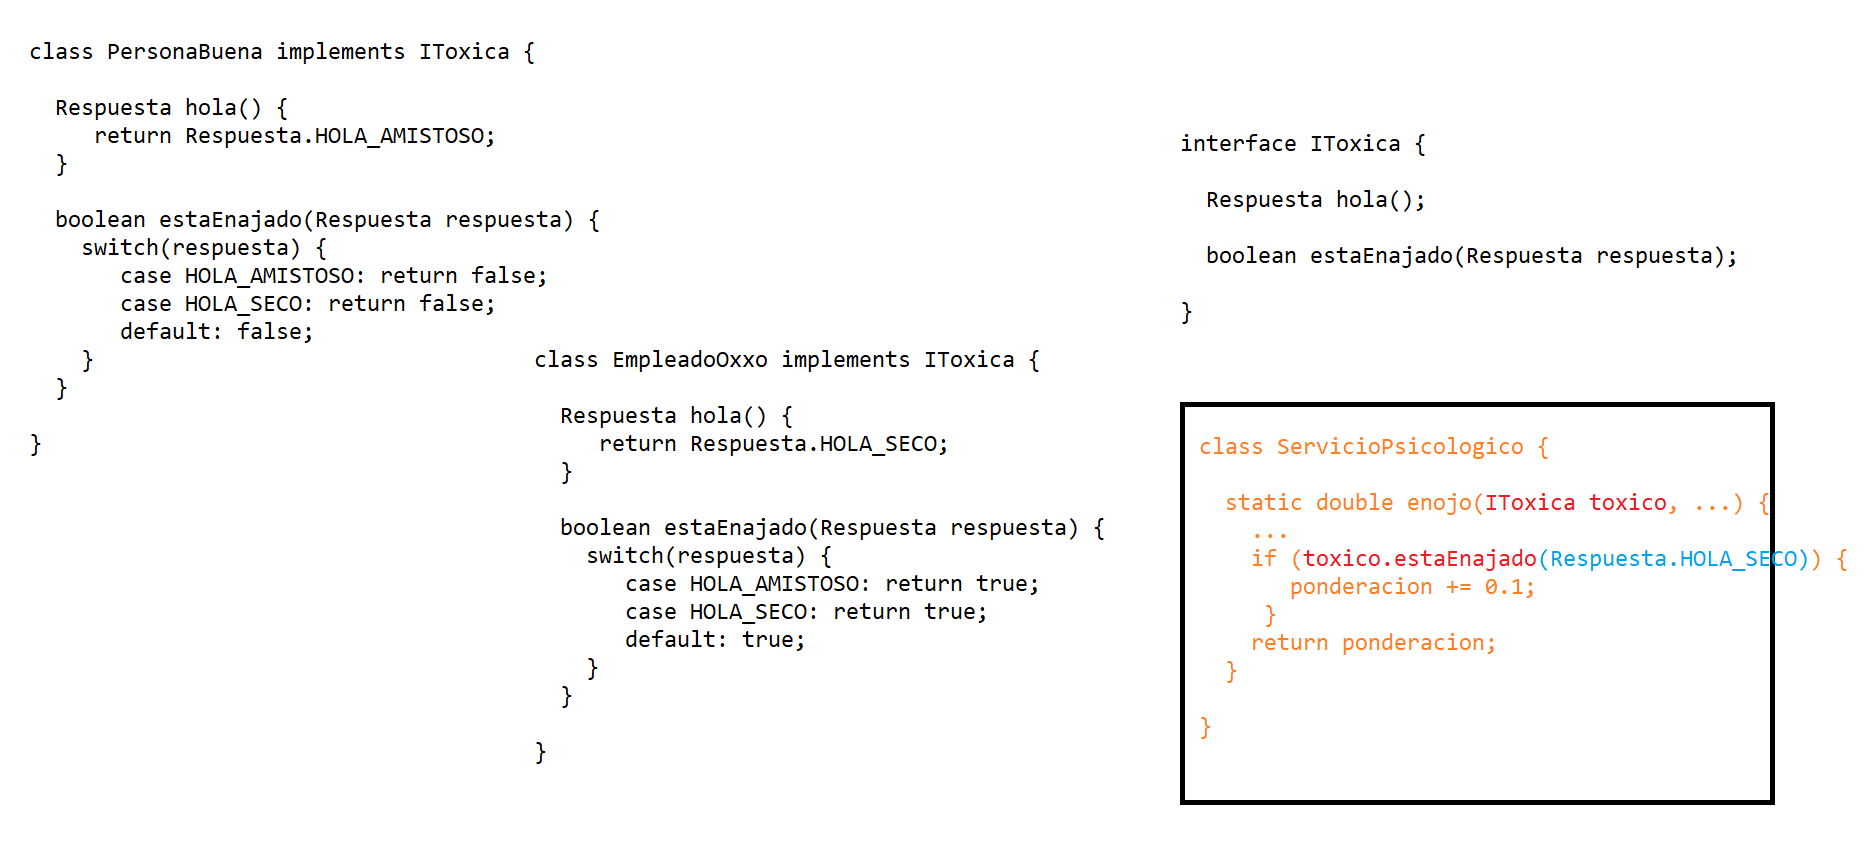 class PersonaBuena implements IToxica {
Respuesta hola() {
return Respuesta.HOLA_AMISTOSO;
}
boolean estaEnajado(Respuesta respuesta) {
switch(respuesta) {
case HOLA_AMISTOSO: return false;
case HOLA_SECO: return false;
default: false;
}
}
}
class EmpleadoOxxo implements IToxica {
Respuesta hola() {
return Respuesta.HOLA_SECO;
}
boolean estaEnajado(Respuesta respuesta) {
switch(respuesta) {
case HOLA_AMISTOSO: return true;
case HOLA_SECO: return true;
default: true;
}
}
}
interface IToxica {
Respuesta hola();
boolean estaEnajado(Respuesta respuesta);
}
class ServicioPsicologico {
static double enojo(IToxica toxico, ...) {
...
if (toxico.estaEnajado(Respuesta.HOLA_SECO)) {
ponderacion += 0.1;
}
return ponderacion;
}
}